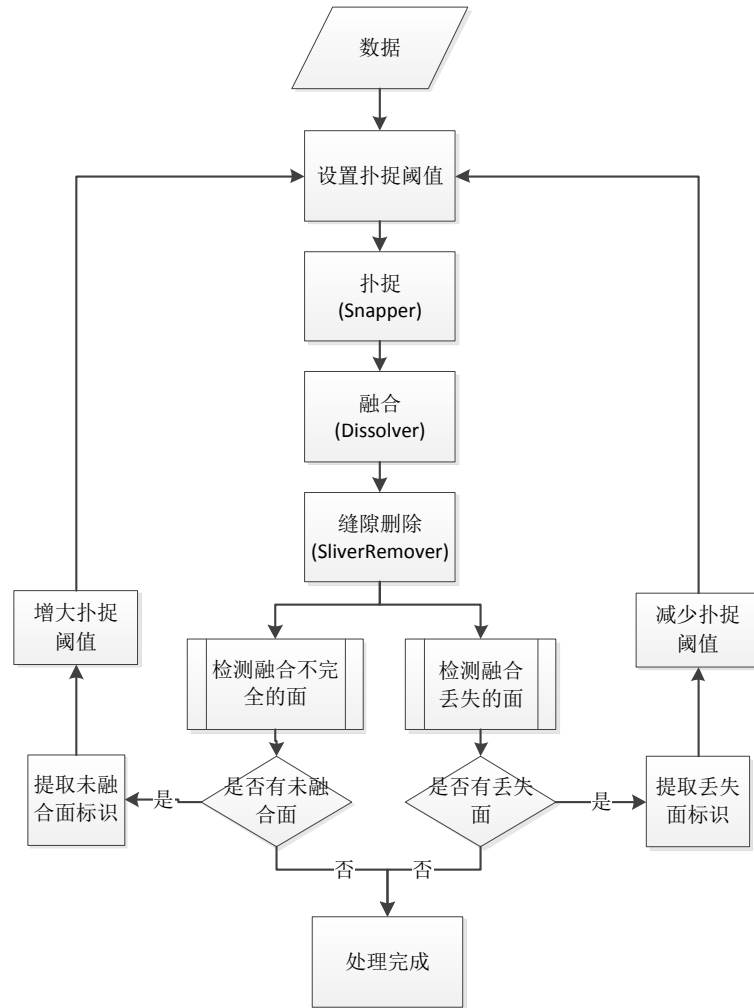 数据
设置扑捉阈值
扑捉
(Snapper)
融合
(Dissolver)
缝隙删除
(SliverRemover)
增大扑捉
阈值
减少扑捉
阈值
检测融合不完
全的面
检测融合
丢失的面
提取未融
合面标识
是
是否有未融
合面
是否有丢失
面
是
提取丢失
面标识
否
否
处理完成